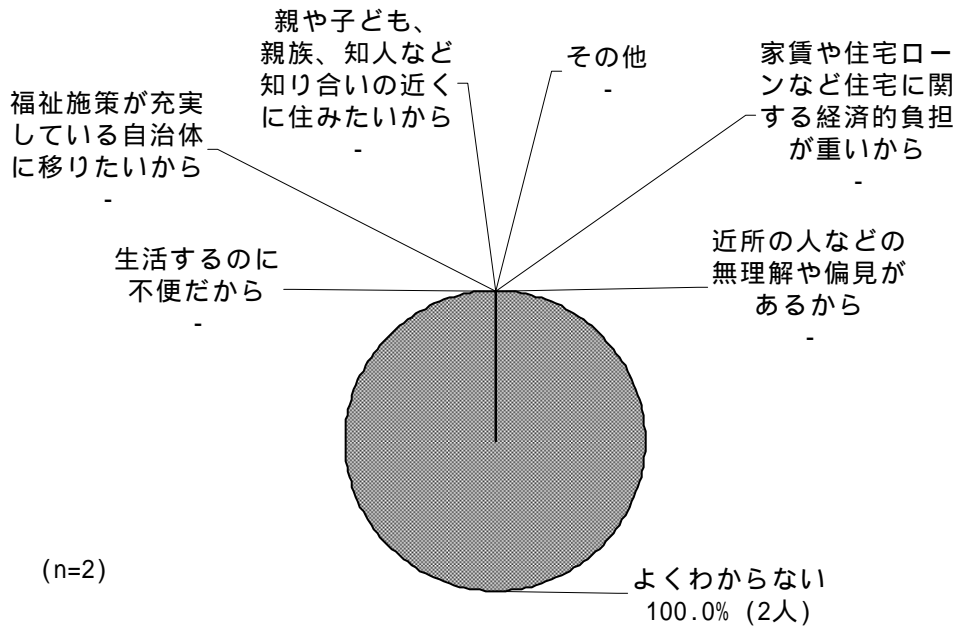 親や子ども、
親族、知人など
知り合いの近く
に住みたいから
-
その他
-
家賃や住宅ロー
ンなど住宅に関
する経済的負担
が重いから
-
福祉施策が充実
している自治体
に移りたいから
-
生活するのに
不便だから
-
近所の人などの
無理解や偏見が
あるから
-
(n=2)
よくわからない
100.0% (2人)